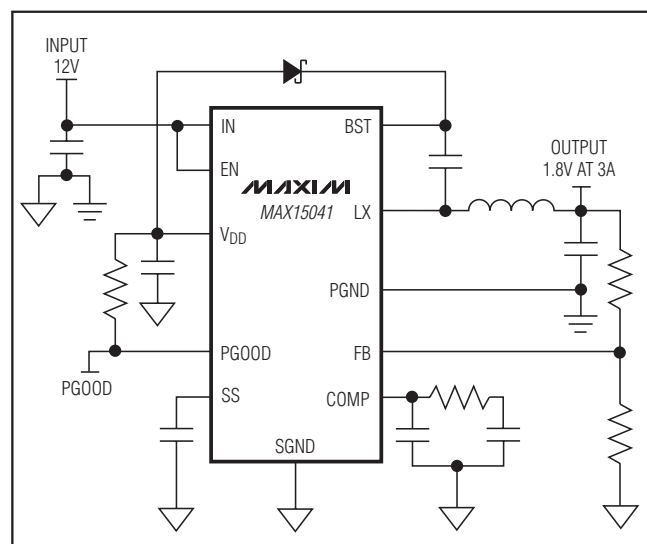 INPUT
12V
IN
BST
OUTPUT
1.8V AT 3A
EN
MAXIM
MAX15041
LX
VDD
PGND
PGOOD
FB
PGOOD
SS
COMP
SGND